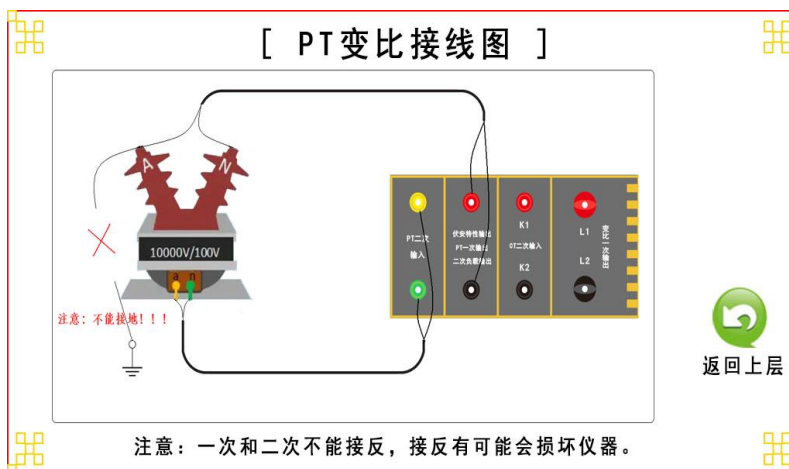 [ PT变比接线图 ]
A
N
10000V/100V
a n
注意：不能接地！！！
PT二次
输入
伏安特性输出
PT一次输出
二次负载输出
K1
CT二次输入
K2
L1
L2
变比一次输出
返回上层
注意：一次和二次不能接反，接反有可能会损坏仪器。